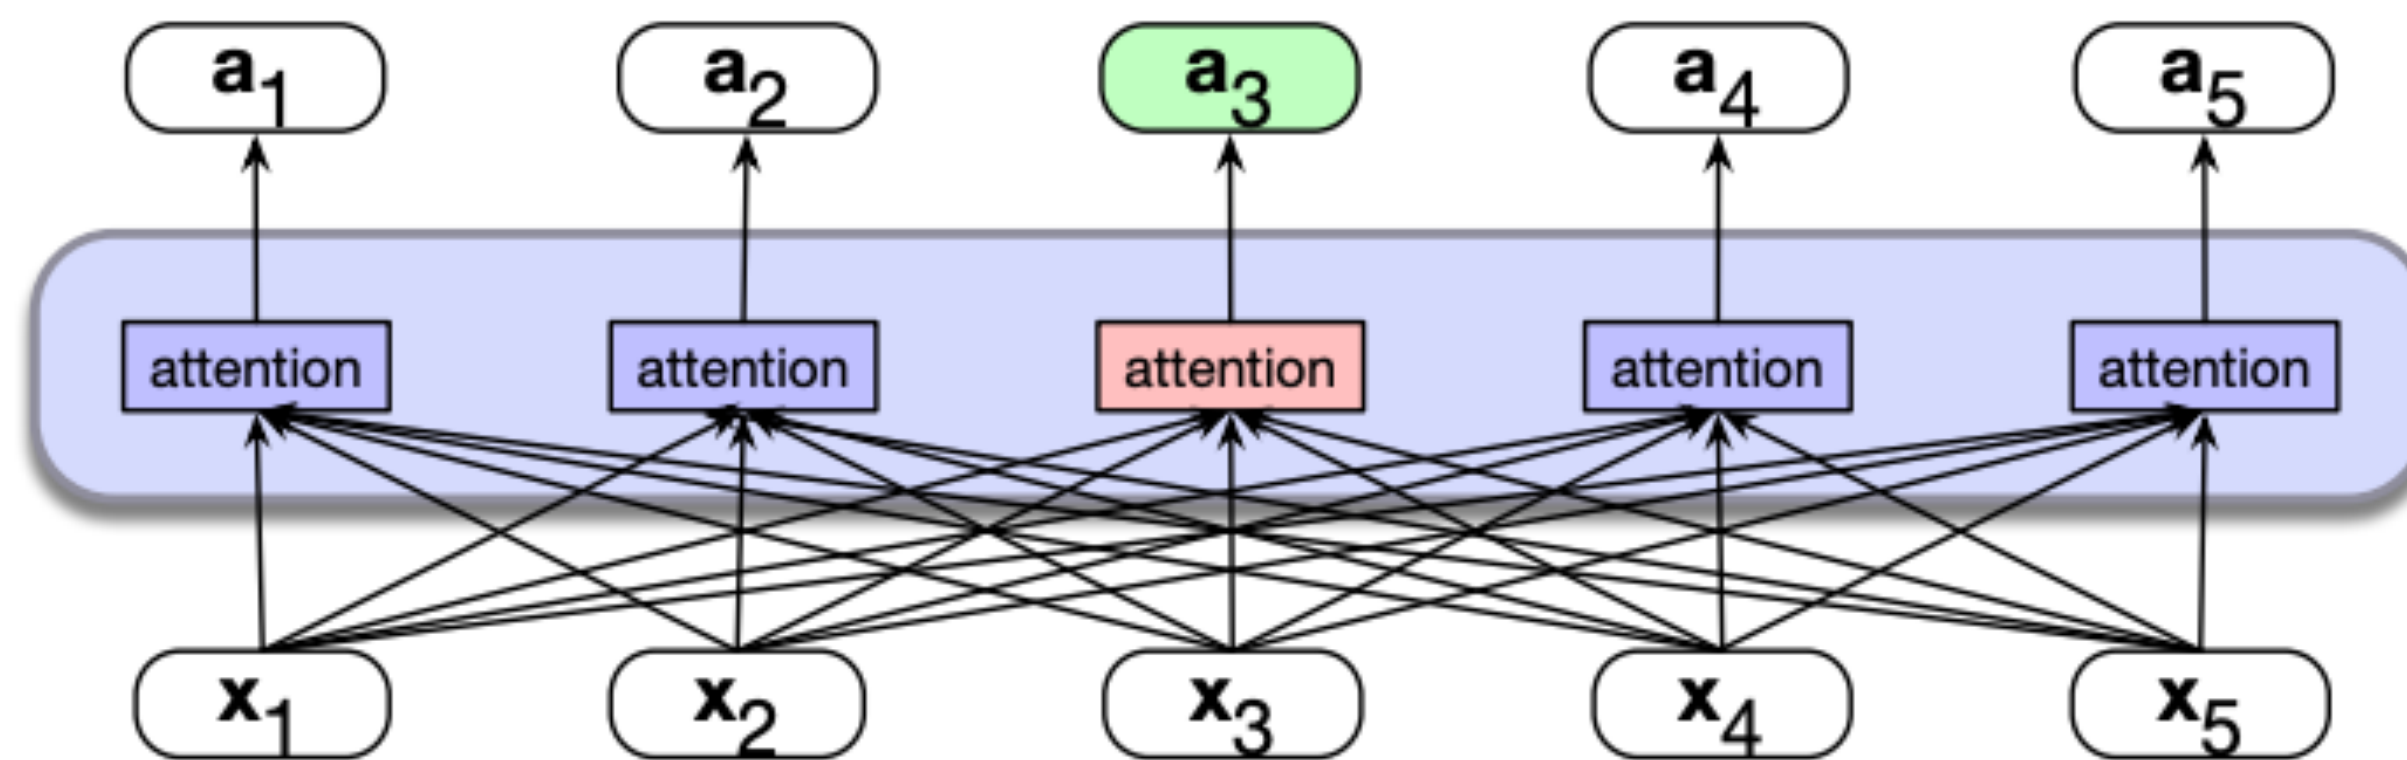 a1 a2 a3 a4 a5
attention attention attention attention attention
x1 x2 x3 x4 x5